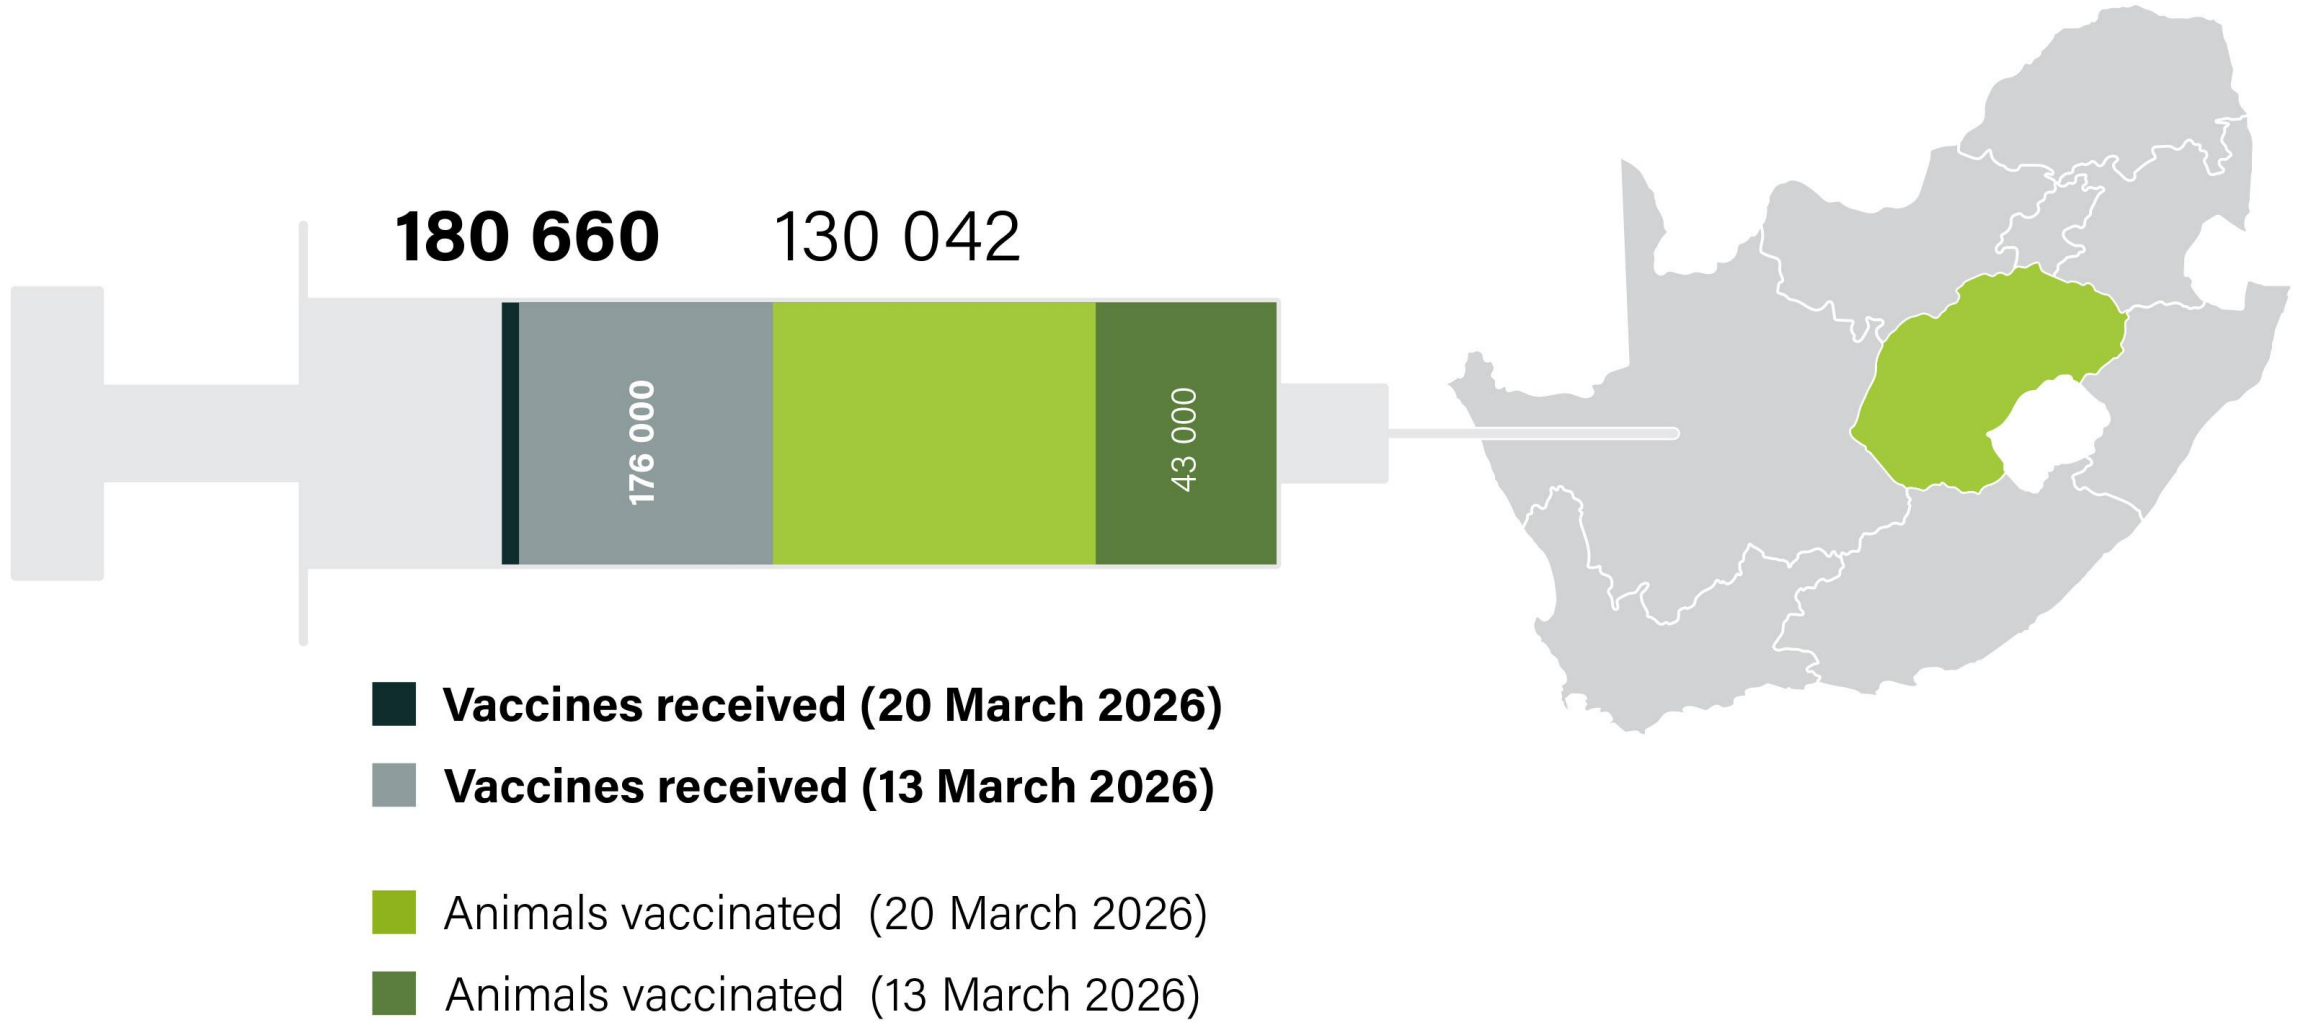 180 660
130 042
176 000
43 000
Vaccines received (20 March 2026)
Vaccines received (13 March 2026)
Animals vaccinated (20 March 2026)
Animals vaccinated (13 March 2026)